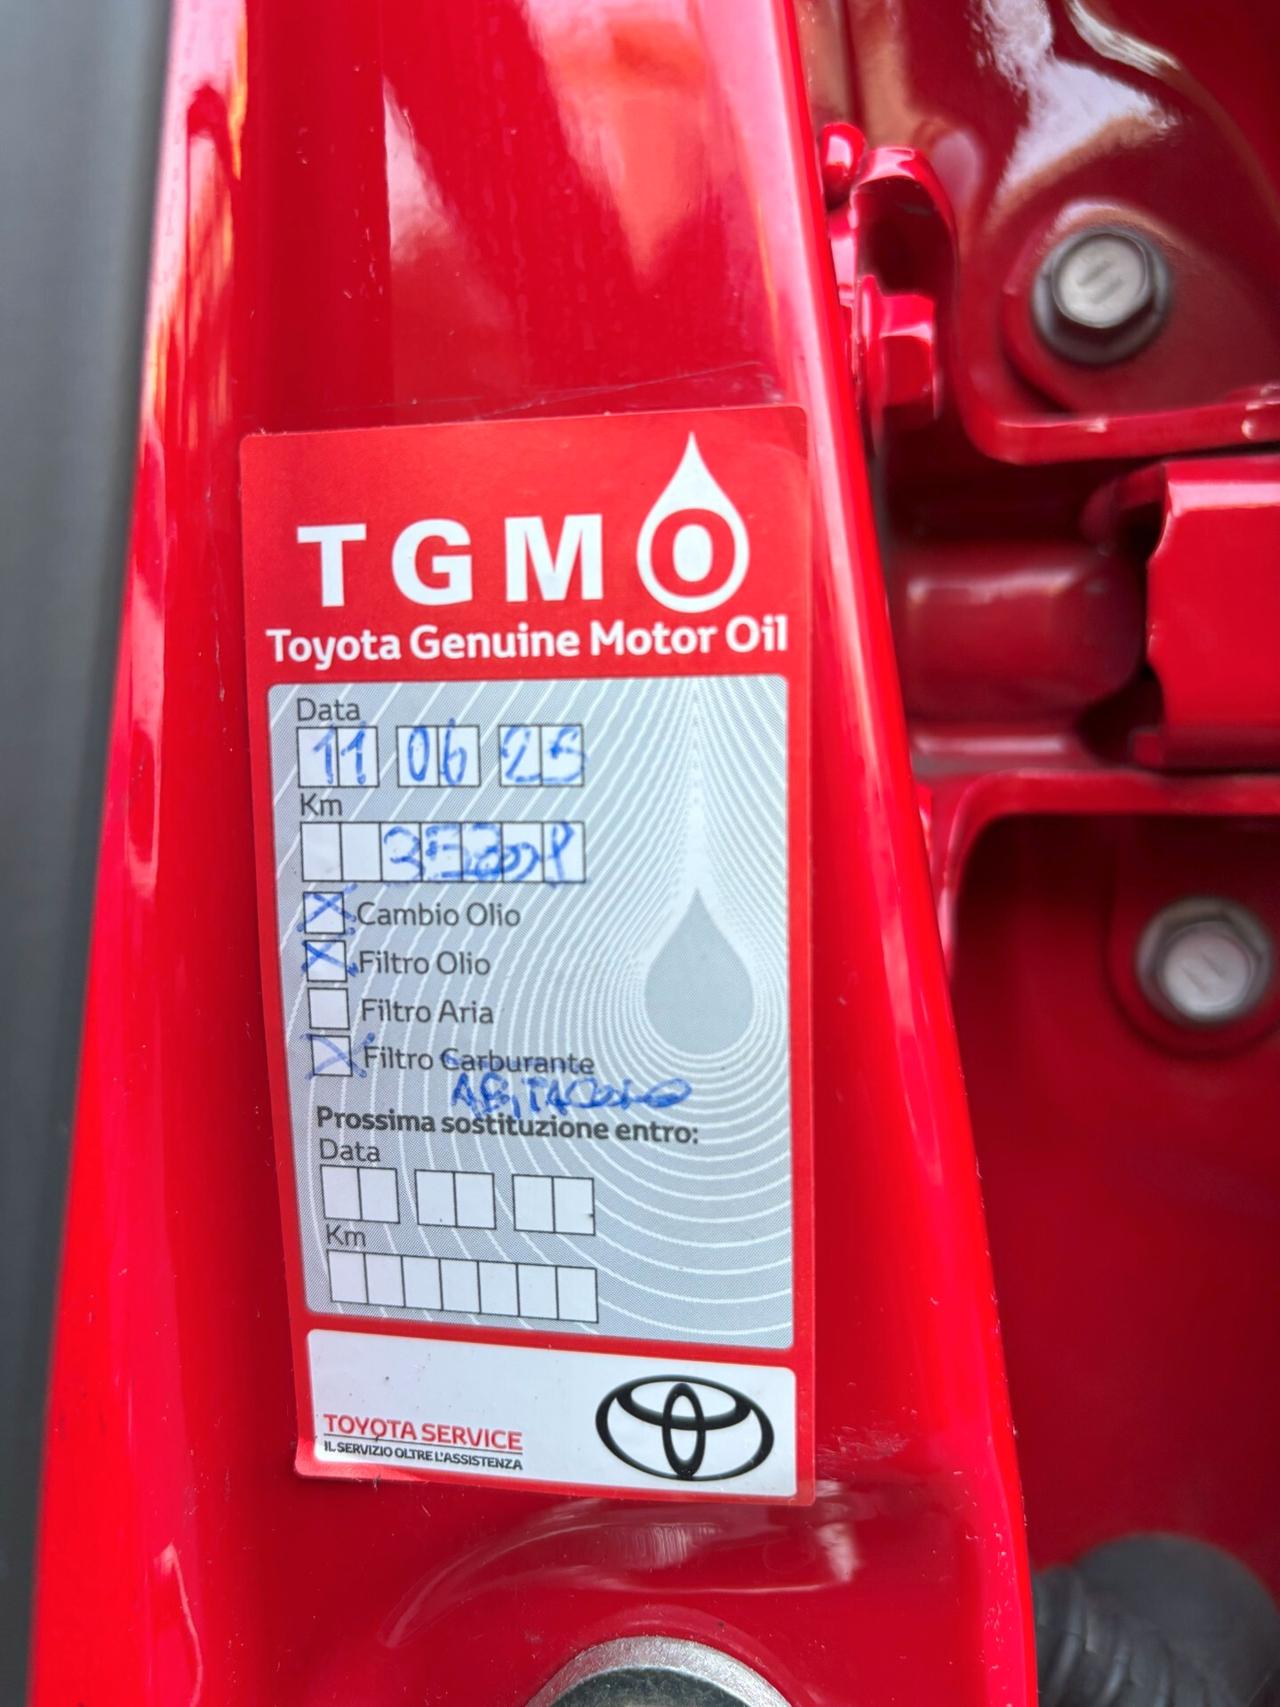 TGMO
Toyota Genuine Motor Oil
Data
11 06 25
Km
Cambio Olio
Filtro Olio
Filtro Aria
Filtro Carburante
ABITACOLO
Prossima sostituzione entro:
Data
Km
TOYOTA SERVICE
IL SERVIZIO OLTRE L'ASSISTENZA